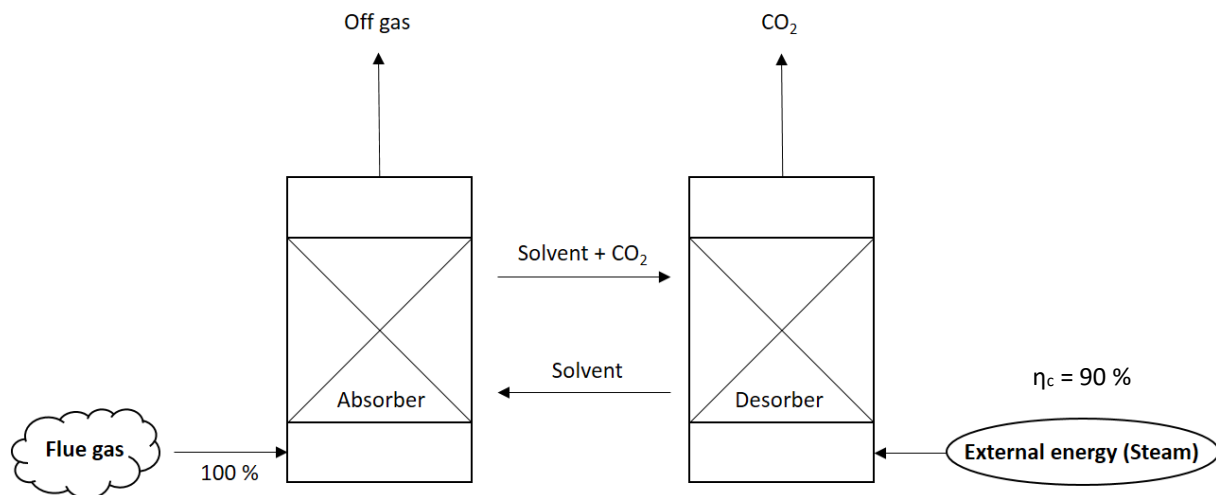 Off gas
CO₂
Solvent + CO₂
Solvent
ηc = 90 %
Absorber
Desorber
Flue gas
External energy (Steam)
100 %